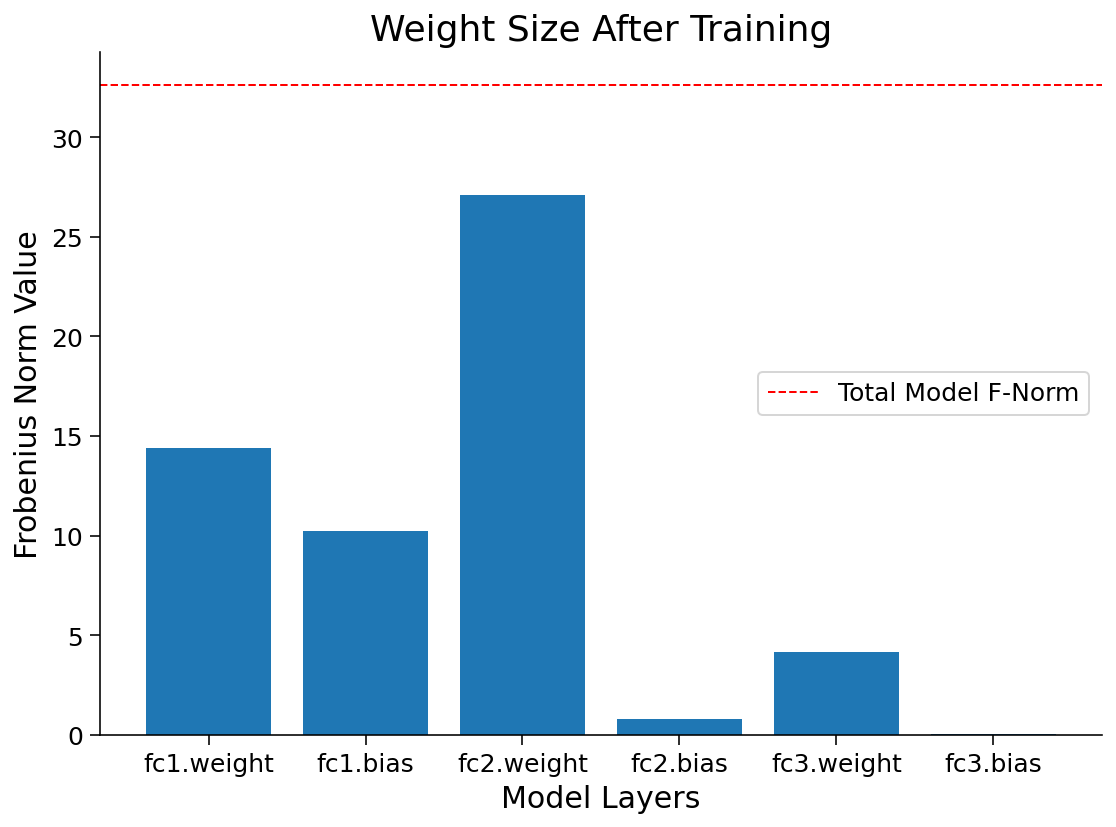 Weight Size After Training
Frobenius Norm Value
30
25
20
15
10
5
0
Total Model F-Norm
fc1.weight fc1.bias fc2.weight fc2.bias fc3.weight fc3.bias
Model Layers